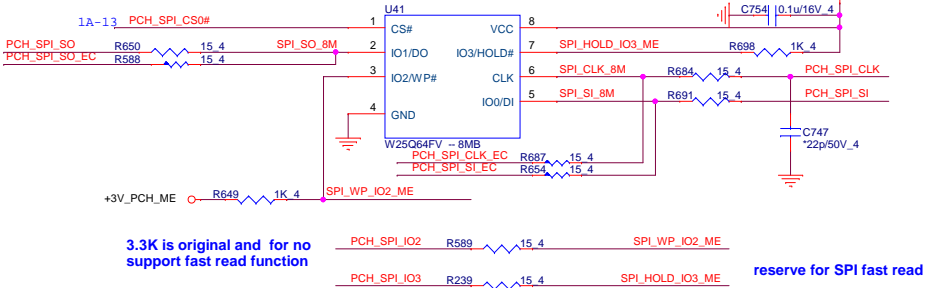 U41
C754 0.1u/16V_4
1A-13 PCH_SPI_CS0#
1 CS# VCC 8
PCH_SPI_SO R650 15_4 SPI_SO_8M 2 IO1/DO IO3/HOLD# 7 SPI_HOLD_IO3_ME R698 1K_4
PCH_SPI_SO_EC R588 15_4
3 IO2/WP# CLK 6 SPI_CLK_8M R684 15_4 PCH_SPI_CLK
IO0/DI 5 SPI_SI_8M R691 15_4 PCH_SPI_SI
4 GND
C747
*22p/50V_4
W25Q64FV -- 8MB
PCH_SPI_CLK_EC R687 15_4
PCH_SPI_SI_EC R654 15_4
+3V_PCH_ME R649 1K_4 SPI_WP_IO2_ME
3.3K is original and for no
support fast read function
PCH_SPI_IO2 R589 15_4 SPI_WP_IO2_ME
PCH_SPI_IO3 R239 15_4 SPI_HOLD_IO3_ME
reserve for SPI fast read